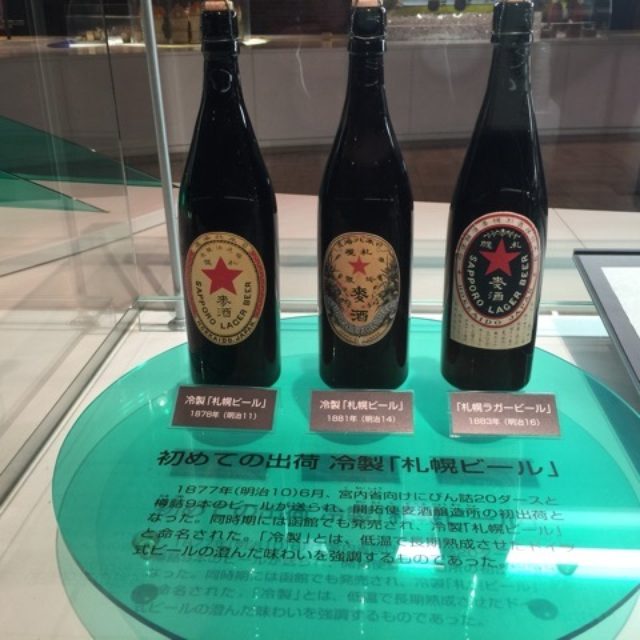 SAPPORO LAGER BEER
麥酒
札
麥酒
札
SAPPORO LAGER BEER
麥酒
冷製「札幌ビール」
1878年(明治11)
冷製「札幌ビール」
1881年(明治14)
「札幌ラガービール」
1883年(明治16)
初めての出荷 冷製「札幌ビール」
1877年(明治10)6月、宮内省向けにびん詰20ダースと
樽詰9本のビールが送られ、開拓使麦酒醸造所の初出荷と
なった。同時期には函館でも発売され、冷製「札幌ビール」
と命名された。「冷製」とは、低温で長期熟成させたドイツ
式ビールの澄んだ味わいを強調するものであった。